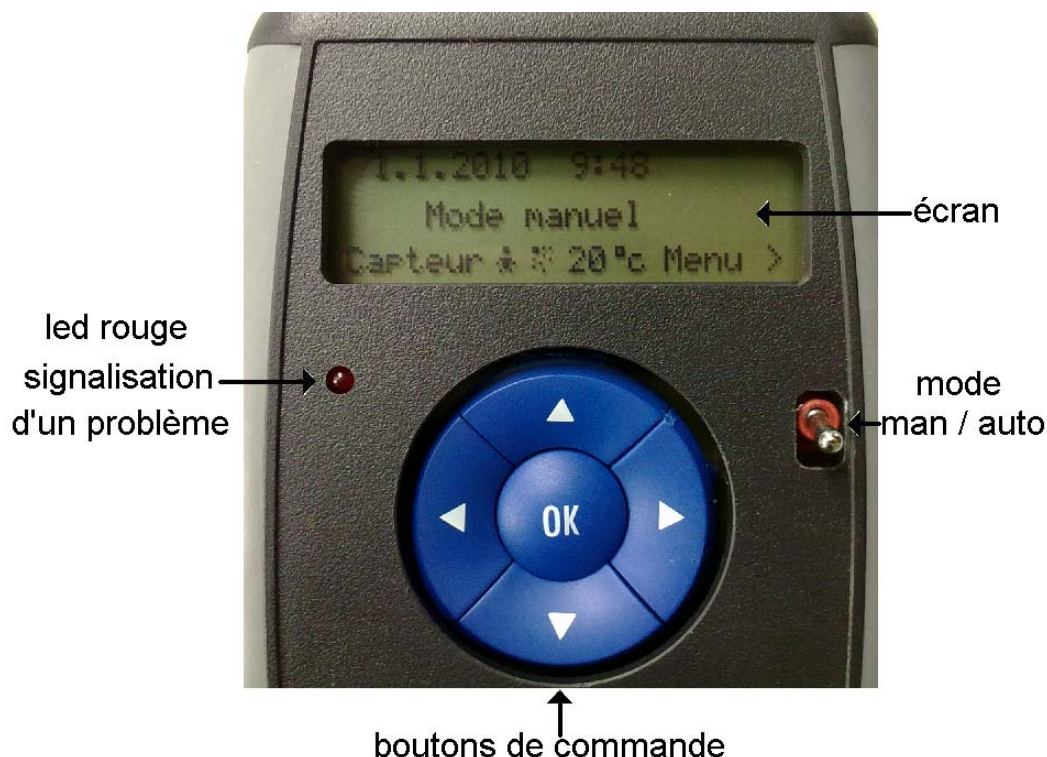 1.1.2010 9:48
Mode manuel
Capteur 20°c Menu >
écran
led rouge
signalisation
d'un problème
mode
man / auto
OK
boutons de commande